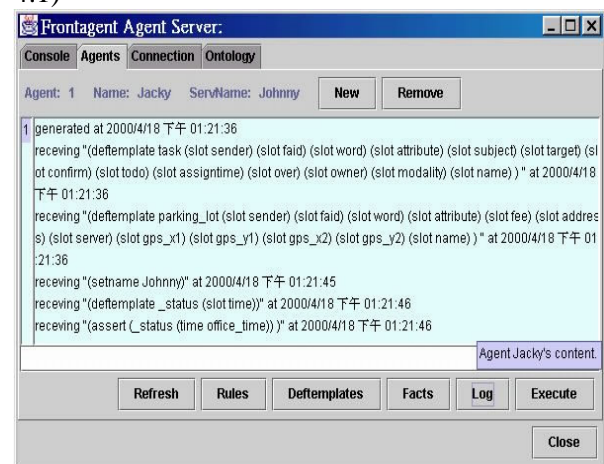 4.1)
Frontagent Agent Server:
Console Agents Connection Ontology
Agent: 1 Name: Jacky ServName: Johnny New Remove
1 generated at 2000/4/18 下午 01:21:36
receving "(deftemplate task (slot sender) (slot faid) (slot word) (slot attribute) (slot subject) (slot target) (sl
ot confirm) (slot todo) (slot assigntime) (slot over) (slot owner) (slot modality) (slot name) ) " at 2000/4/18
下午 01:21:36
receving "(deftemplate parking_lot (slot sender) (slot faid) (slot word) (slot attribute) (slot fee) (slot addres
s) (slot server) (slot gps_x1) (slot gps_y1) (slot gps_x2) (slot gps_y2) (slot name) ) " at 2000/4/18 下午 01
:21:36
receving "(setname Johnny)" at 2000/4/18 下午 01:21:45
receving "(deftemplate _status (slot time))" at 2000/4/18 下午 01:21:46
receving "(assert (_status (time office_time)) )" at 2000/4/18 下午 01:21:46
Agent Jacky's content.
Refresh Rules Deftemplates Facts Log Execute
Close